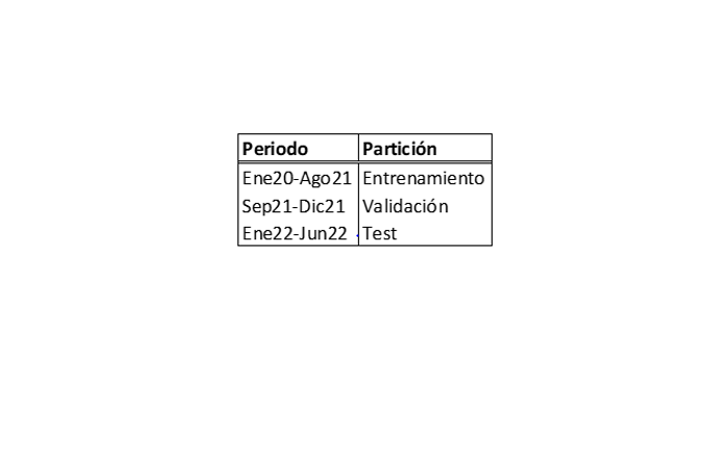 Periodo Partición
Ene20-Ago21 Entrenamiento
Sep21-Dic21 Validación
Ene22-Jun22 Test